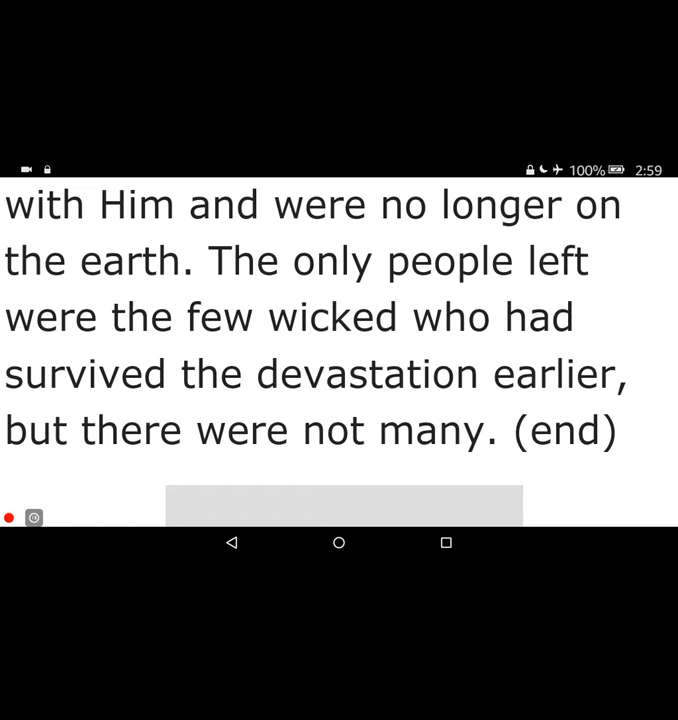 100% 2:59
with Him and were no longer on
the earth. The only people left
were the few wicked who had
survived the devastation earlier,
but there were not many. (end)